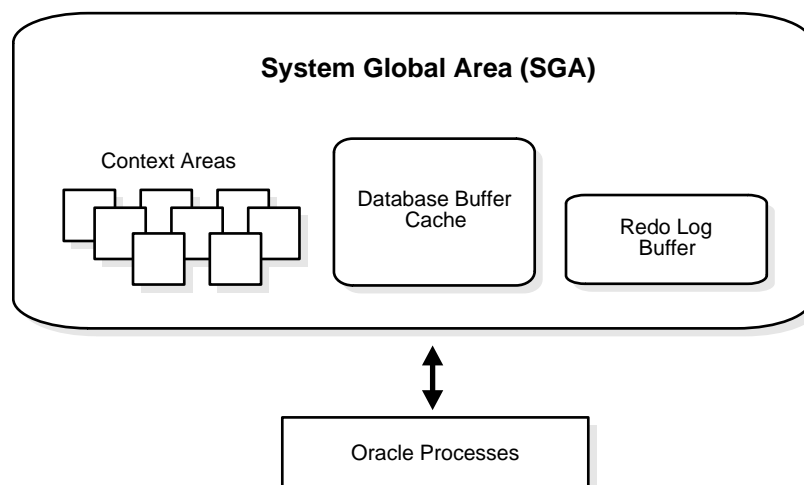 System Global Area (SGA)
Context Areas
Database Buffer
Cache
Redo Log
Buffer
Oracle Processes